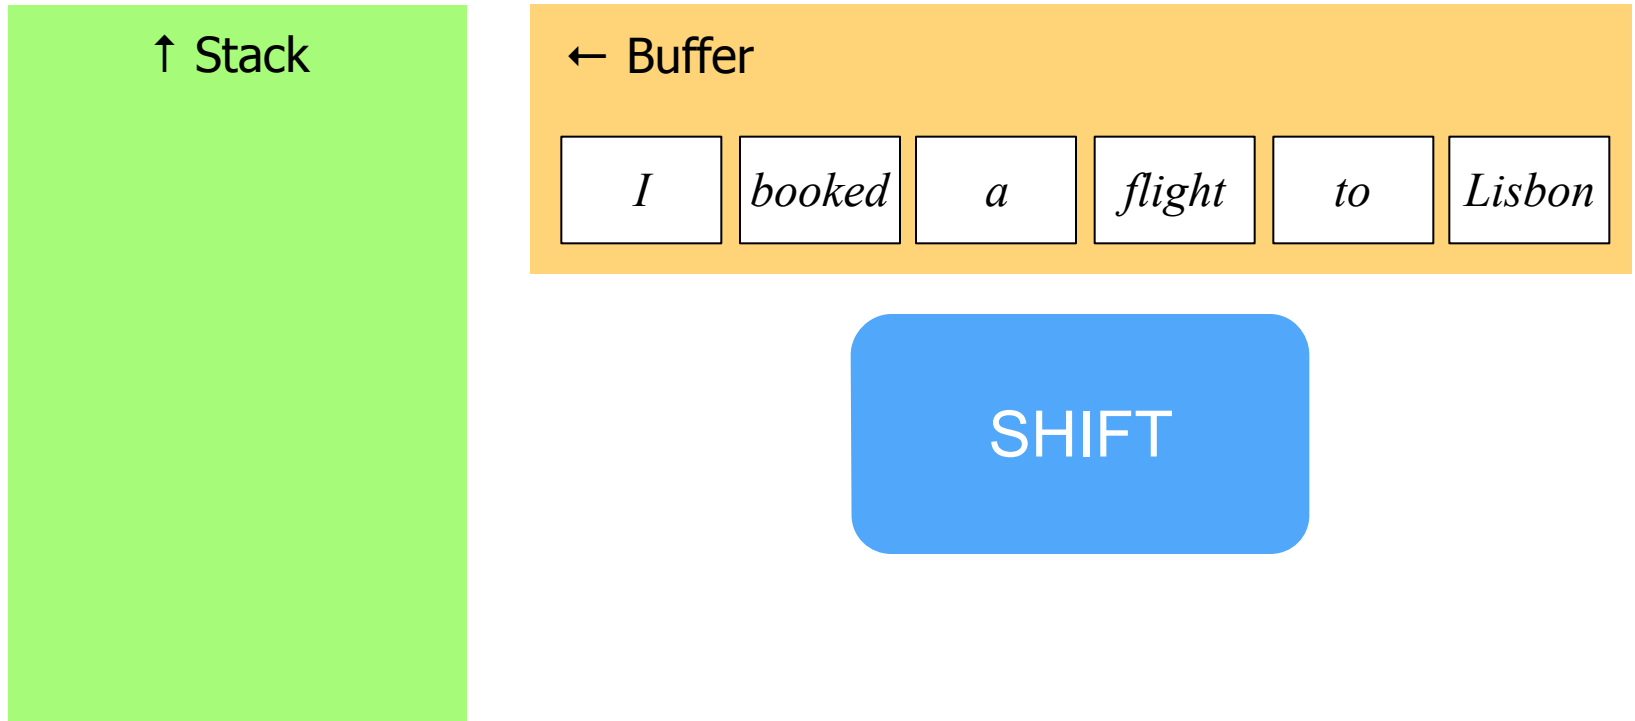 ↑ Stack
← Buffer
I booked a flight to Lisbon
SHIFT